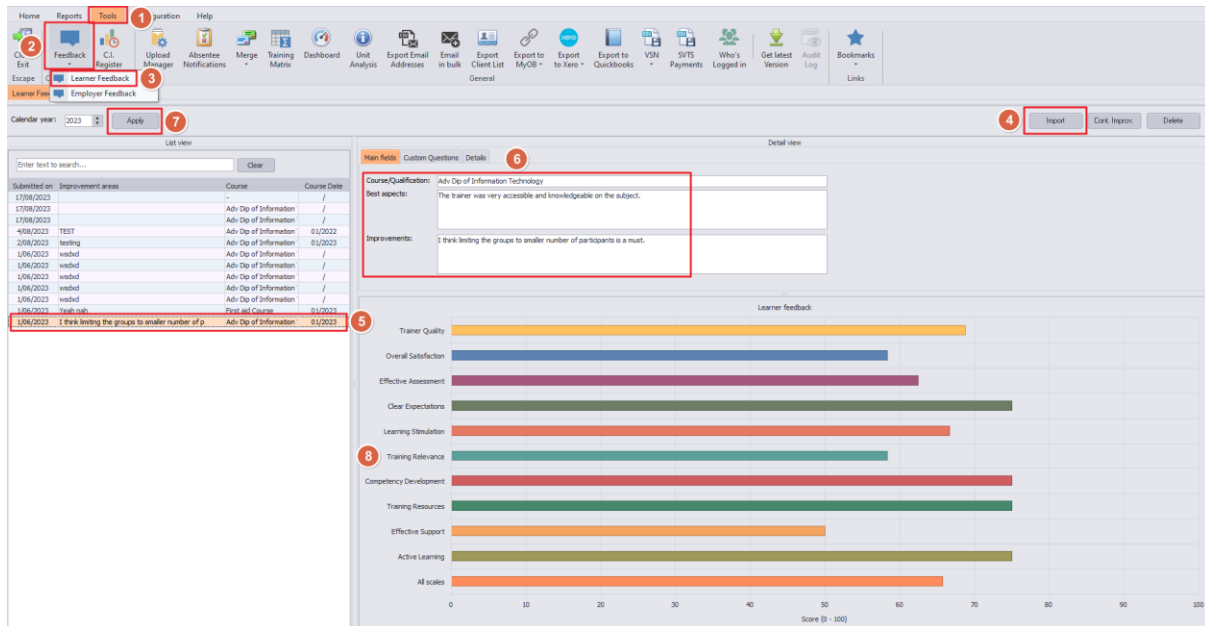 Home Reports Tools 1 guration Help
2 Feedback C.I. Register Upload Manager Absentee Notifications Merge Training Matrix Dashboard Unit Analysis Export Email Addresses Email in bulk Export Client List Export to MyOB Export to Xero Export to Quickbooks VSN SVTS Payments Who's Logged in Get latest Version Audit Log Bookmarks
Exit
Escape Learner Feedback 3 General Links
Learner Fee Employer Feedback
Calendar year: 2023 Apply 7 4 Import Cont. Improv. Delete
List view Detail view
Enter text to search... Clear
Main fields Custom Questions Details 6
Submitted on Improvement areas Course Course Date
17/08/2023 - /
17/08/2023 Adv Dip of Information /
17/08/2023 Adv Dip of Information /
4/08/2023 TEST Adv Dip of Information 01/2022
2/08/2023 testing Adv Dip of Information 01/2023
1/06/2023 wsdxd Adv Dip of Information /
1/06/2023 wsdxd Adv Dip of Information /
1/06/2023 wsdxd Adv Dip of Information /
1/06/2023 wsdxd Adv Dip of Information /
1/06/2023 wsdxd Adv Dip of Information /
1/06/2023 Yeah nah First aid Course 01/2023
1/06/2023 I think limiting the groups to smaller number of p Adv Dip of Information 01/2023 5
Course/Qualification: Adv Dip of Information Technology
Best aspects: The trainer was very accessible and knowledgeable on the subject.
Improvements: I think limiting the groups to smaller number of participants is a must.
Learner feedback
Trainer Quality
Overall Satisfaction
Effective Assessment
Clear Expectations
Learning Stimulation
8 Training Relevance
Competency Development
Training Resources
Effective Support
Active Learning
All scales
0 10 20 30 40 50 60 70 80 90 100
Score (0 - 100)